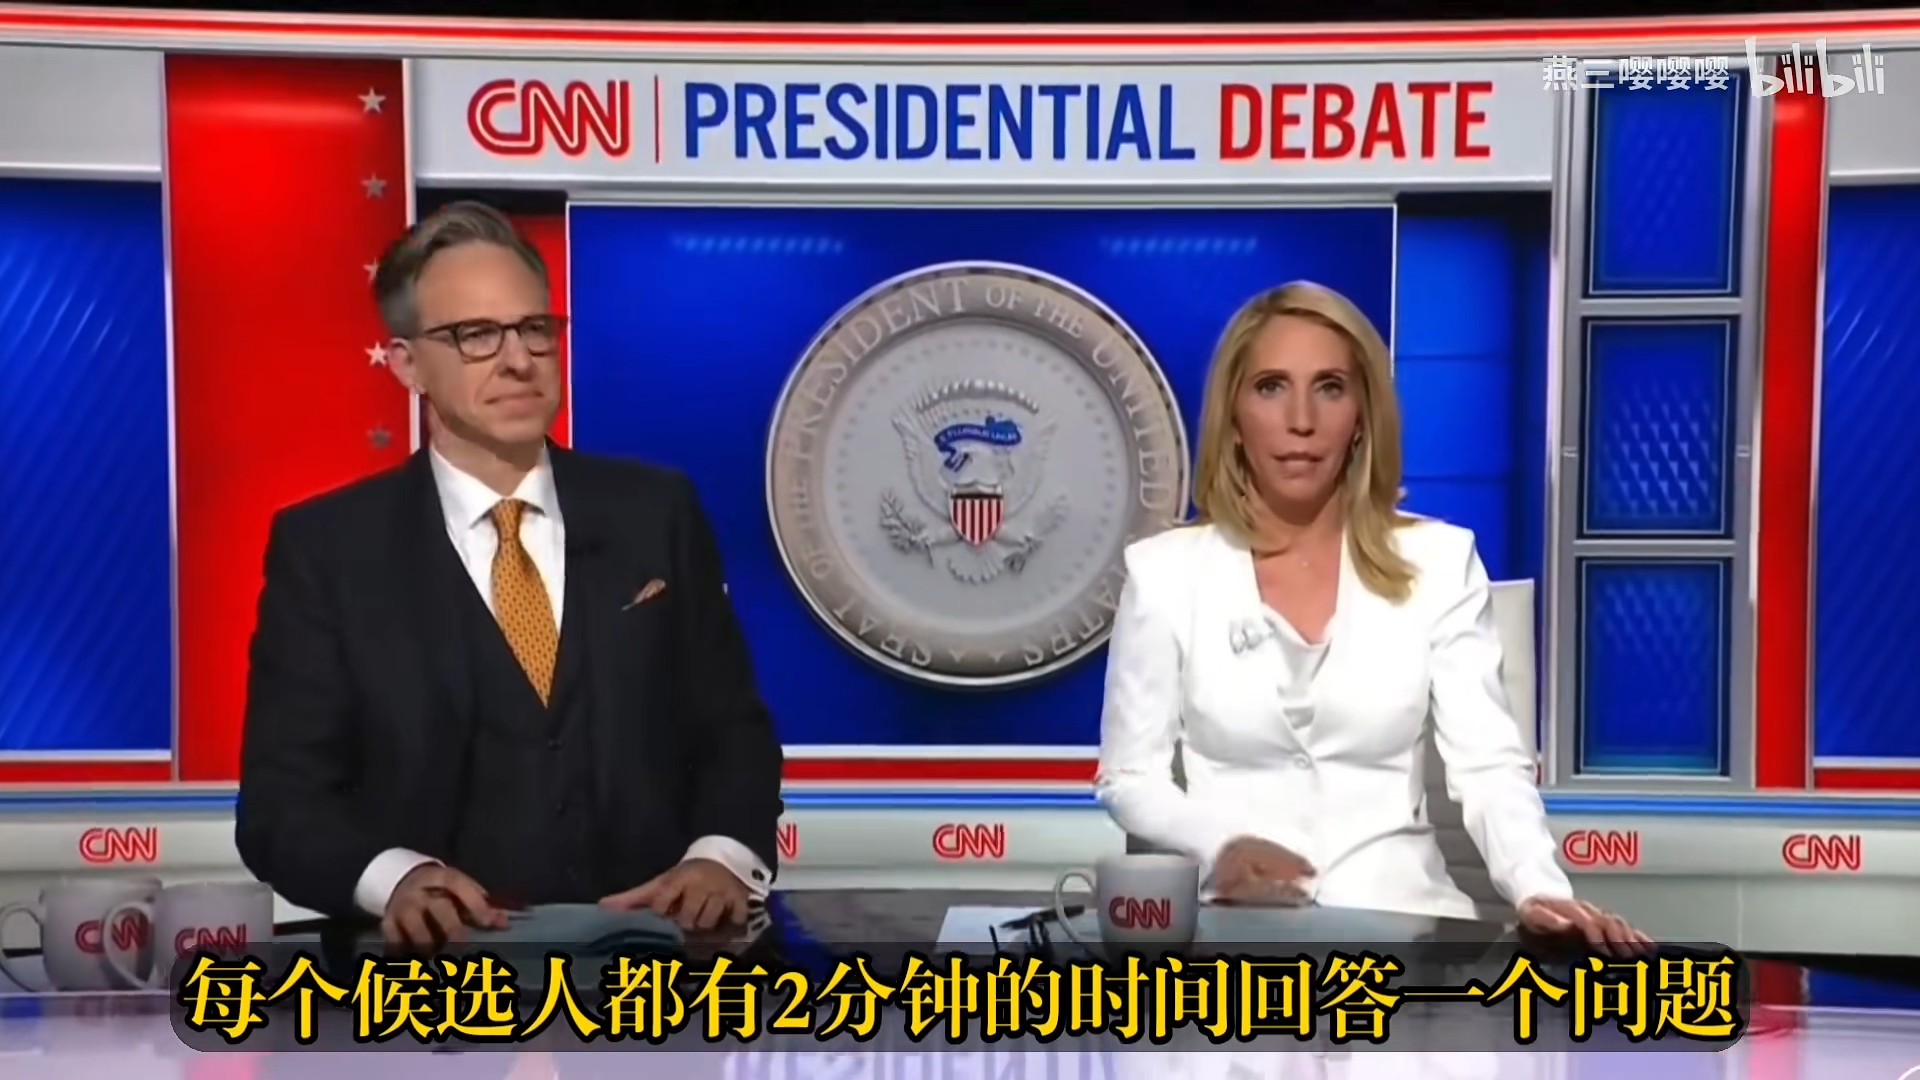 燕三嘤嘤嘤 bilibili
CNN | PRESIDENTIAL DEBATE
SEAL OF THE PRESIDENT OF THE UNITED STATES
E PLURIBUS UNUM
CNN
CNN
CNN
CNN
CNN
CNN
CNN
每个候选人都有2分钟的时间回答一个问题